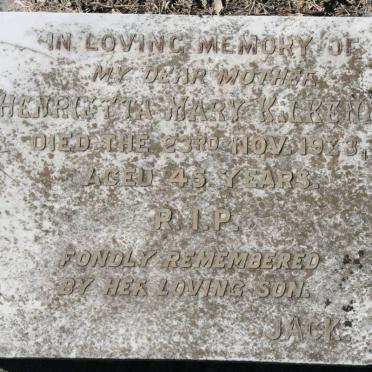 IN LOVING MEMORY OF
MY DEAR MOTHER
HENRIETTA MARY
DIED THE 23RD NOV. 1933,
AGED 45 YEARS.
R.I.P.
FONDLY REMEMBERED
BY HER LOVING SON.
JACK.